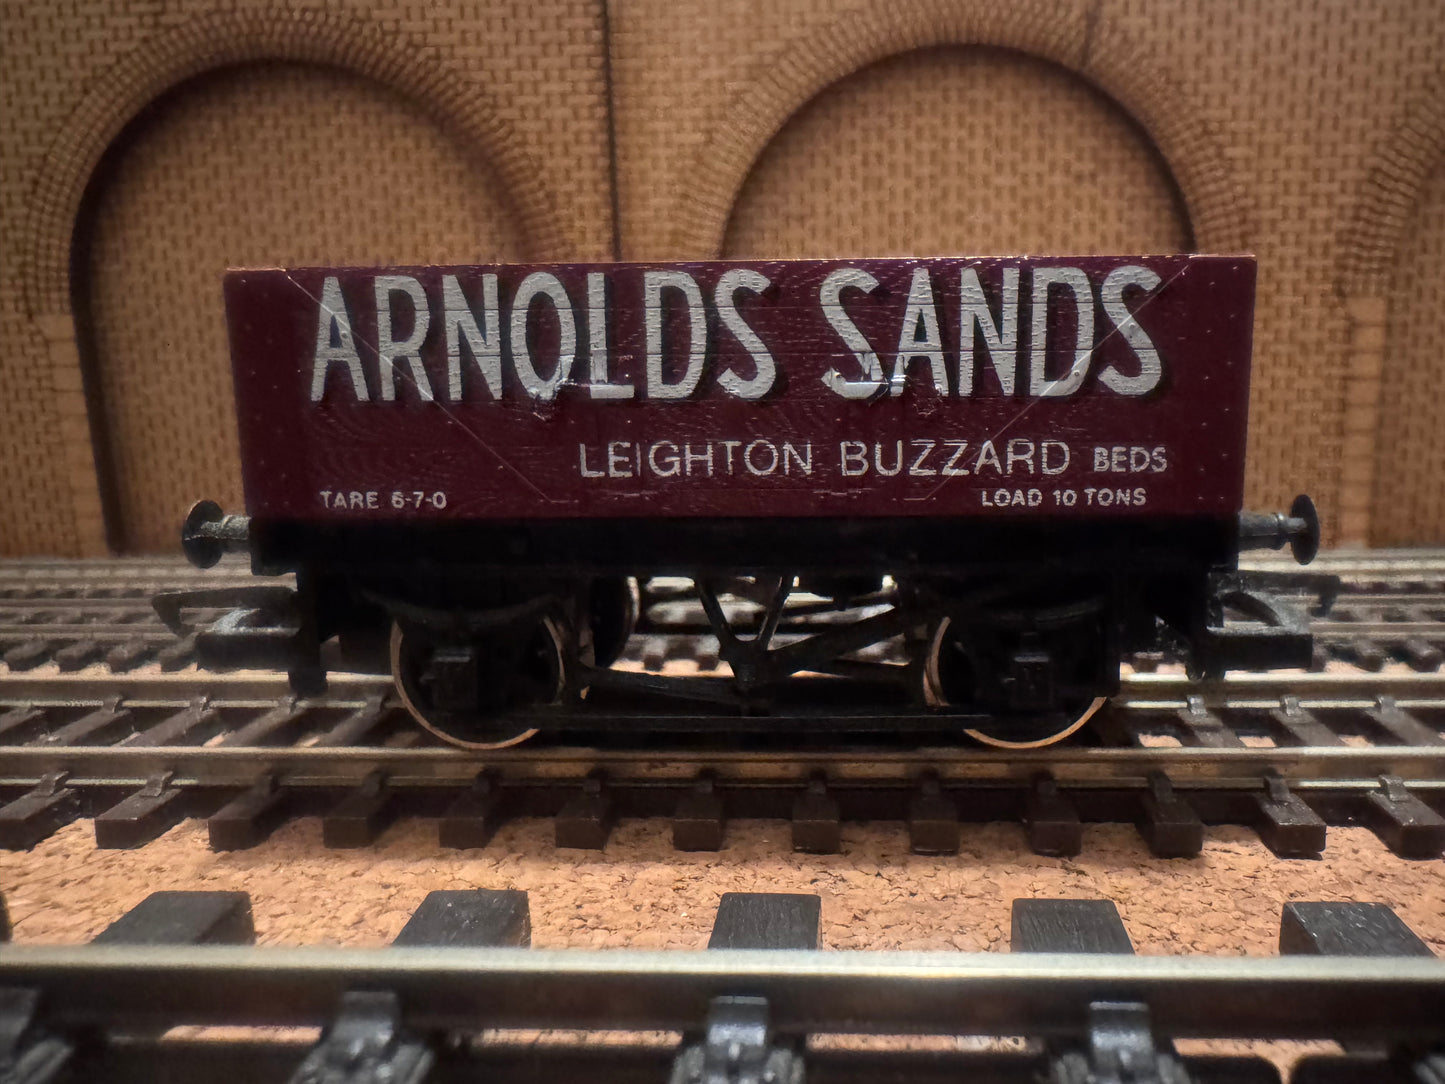 ARNOLDS SANDS
LEIGHTON BUZZARD BEDS
TARE 6-7-0 LOAD 10 TONS